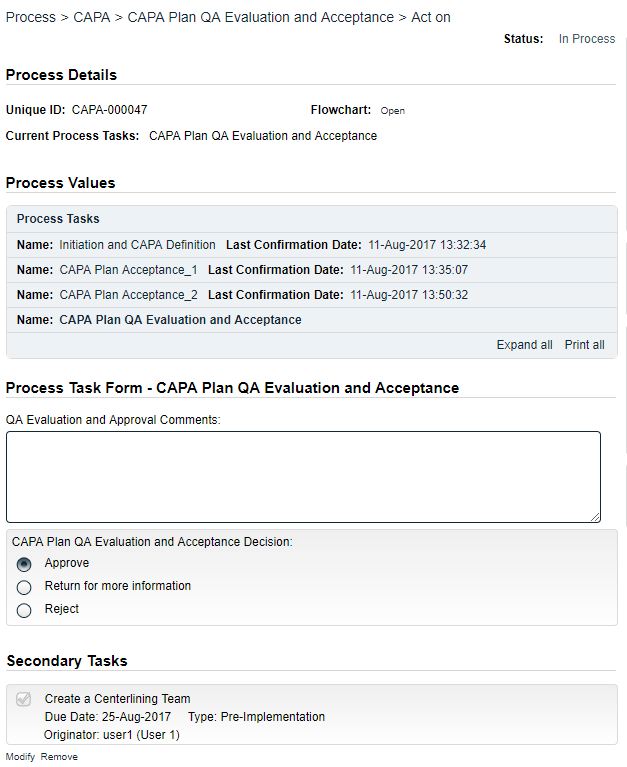 Process > CAPA > CAPA Plan QA Evaluation and Acceptance > Act on
Status: In Process
Process Details
Unique ID: CAPA-000047 Flowchart: Open
Current Process Tasks: CAPA Plan QA Evaluation and Acceptance
Process Values
Process Tasks
Name: Initiation and CAPA Definition Last Confirmation Date: 11-Aug-2017 13:32:34
Name: CAPA Plan Acceptance_1 Last Confirmation Date: 11-Aug-2017 13:35:07
Name: CAPA Plan Acceptance_2 Last Confirmation Date: 11-Aug-2017 13:50:32
Name: CAPA Plan QA Evaluation and Acceptance
Expand all Print all
Process Task Form - CAPA Plan QA Evaluation and Acceptance
QA Evaluation and Approval Comments:
CAPA Plan QA Evaluation and Acceptance Decision:
Approve
Return for more information
Reject
Secondary Tasks
Create a Centerlining Team
Due Date: 25-Aug-2017 Type: Pre-Implementation
Originator: user1 (User 1)
Modify Remove